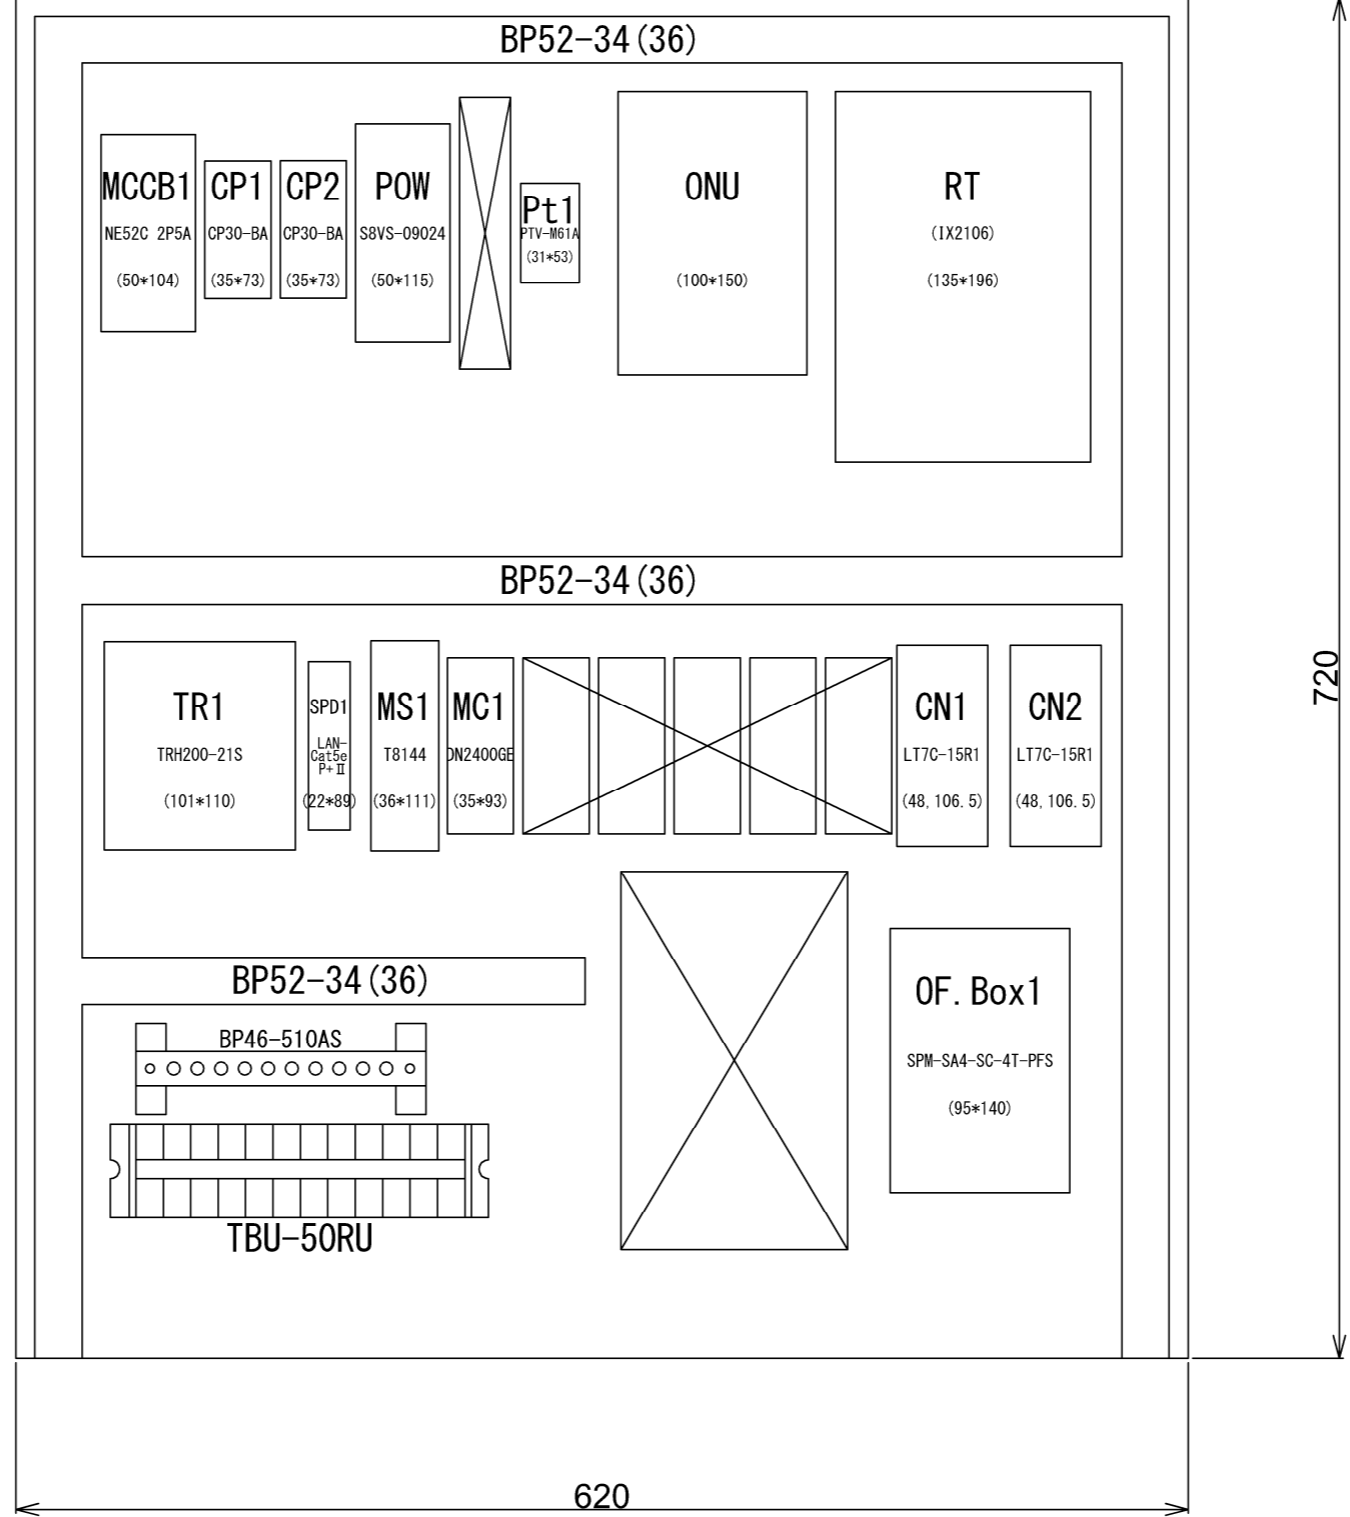 BP52-34(36)
MCCB1
NE52C 2P5A
(50*104)
CP1
CP30-BA
(35*73)
CP2
CP30-BA
(35*73)
POW
S8VS-09024
(50*115)
Pt1
PTV-M61A
(31*53)
ONU
(100*150)
RT
(IX2106)
(135*196)
BP52-34(36)
TR1
TRH200-21S
(101*110)
SPD1
LAN-
Cat5e
P+Ⅱ
(22*89)
MS1
T8144
(36*111)
MC1
DN2400GE
(35*93)
CN1
LT7C-15R1
(48,106.5)
CN2
LT7C-15R1
(48,106.5)
BP52-34(36)
BP46-510AS
TBU-50RU
OF.Box1
SPM-SA4-SC-4T-PFS
(95*140)
720
620